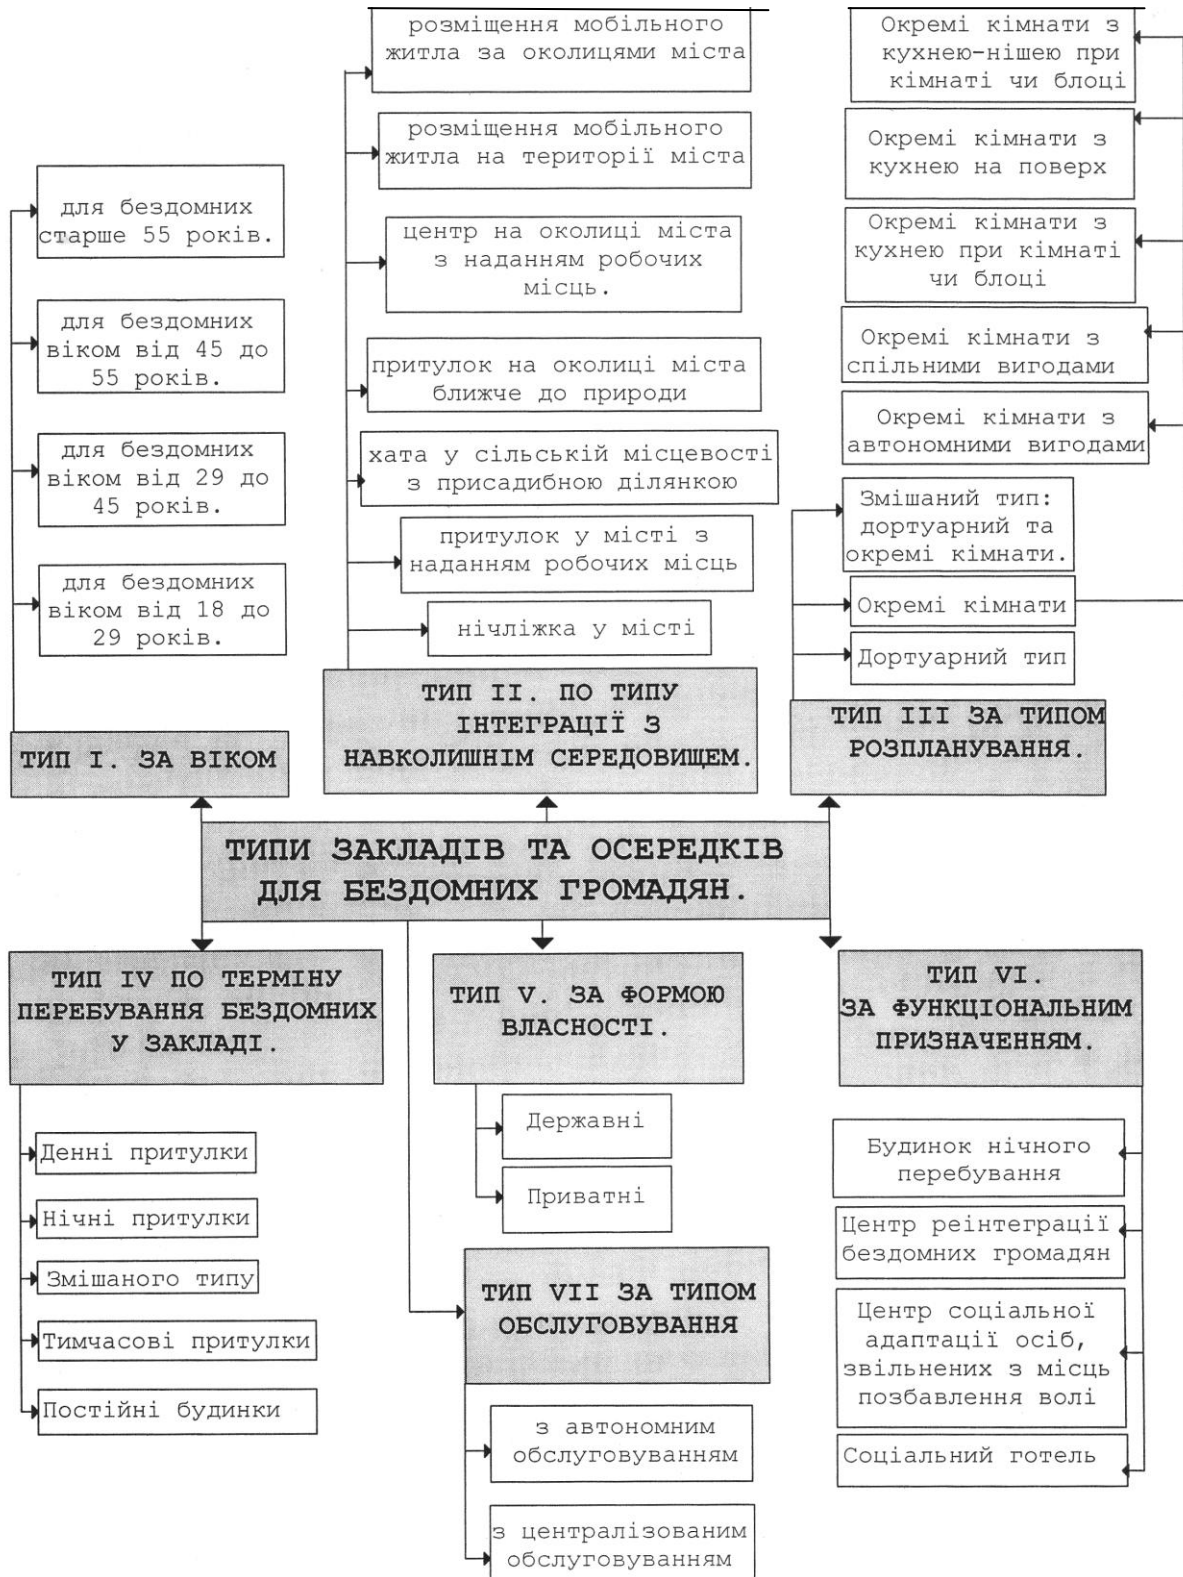 розміщення мобільного
житла за околицями міста
розміщення мобільного
житла на території міста
центр на околиці міста
з наданням робочих
місць.
притулок на околиці міста
ближче до природи
хата у сільській місцевості
з присадибною ділянкою
притулок у місті з
наданням робочих місць
нічліжка у місті
ТИП II. ПО ТИПУ
ІНТЕГРАЦІЇ З
НАВКОЛИШНІМ СЕРЕДОВИЩЕМ.
для бездомних
старше 55 років.
для бездомних
віком від 45 до
55 років.
для бездомних
віком від 29 до
45 років.
для бездомних
віком від 18 до
29 років.
ТИП I. ЗА ВІКОМ
Окремі кімнати з
кухнею-нішею при
кімнаті чи блоці
Окремі кімнати з
кухнею на поверх
Окремі кімнати з
кухнею при кімнаті
чи блоці
Окремі кімнати з
спільними вигодами
Окремі кімнати з
автономними вигодами
Змішаний тип:
дортуарний та
окремі кімнати.
Окремі кімнати
Дортуарний тип
ТИП III ЗА ТИПОМ
РОЗПЛАНУВАННЯ.
ТИПИ ЗАКЛАДІВ ТА ОСЕРЕДКІВ
ДЛЯ БЕЗДОМНИХ ГРОМАДЯН.
ТИП IV ПО ТЕРМІНУ
ПЕРЕБУВАННЯ БЕЗДОМНИХ
У ЗАКЛАДІ.
Денні притулки
Нічні притулки
Змішаного типу
Тимчасові притулки
Постійні будинки
ТИП V. ЗА ФОРМОЮ
ВЛАСНОСТІ.
Державні
Приватні
ТИП VII ЗА ТИПОМ
ОБСЛУГОВУВАННЯ
з автономним
обслуговуванням
з централізованим
обслуговуванням
ТИП VI.
ЗА ФУНКЦІОНАЛЬНИМ
ПРИЗНАЧЕННЯМ.
Будинок нічного
перебування
Центр реінтеграції
бездомних громадян
Центр соціальної
адаптації осіб,
звільнених з місць
позбавлення волі
Соціальний готель